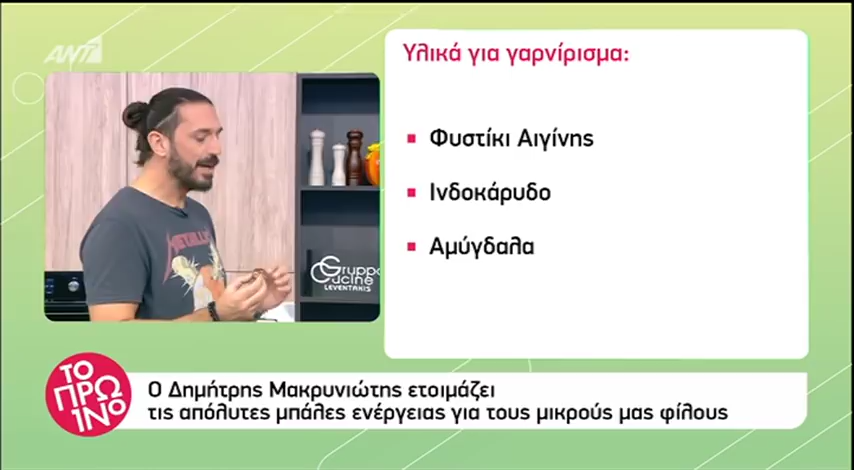 ANT1
Υλικά για γαρνίρισμα:
Φυστίκι Αιγίνης
Ινδοκάρυδο
Αμύγδαλα
METALLICA
Gruppo
Cucine
LEVENTAKIS
ΤΟ
ΠΡΩ
ΙΝΟ
Ο Δημήτρης Μακρυνιώτης ετοιμάζει
τις απόλυτες μπάλες ενέργειας για τους μικρούς μας φίλους